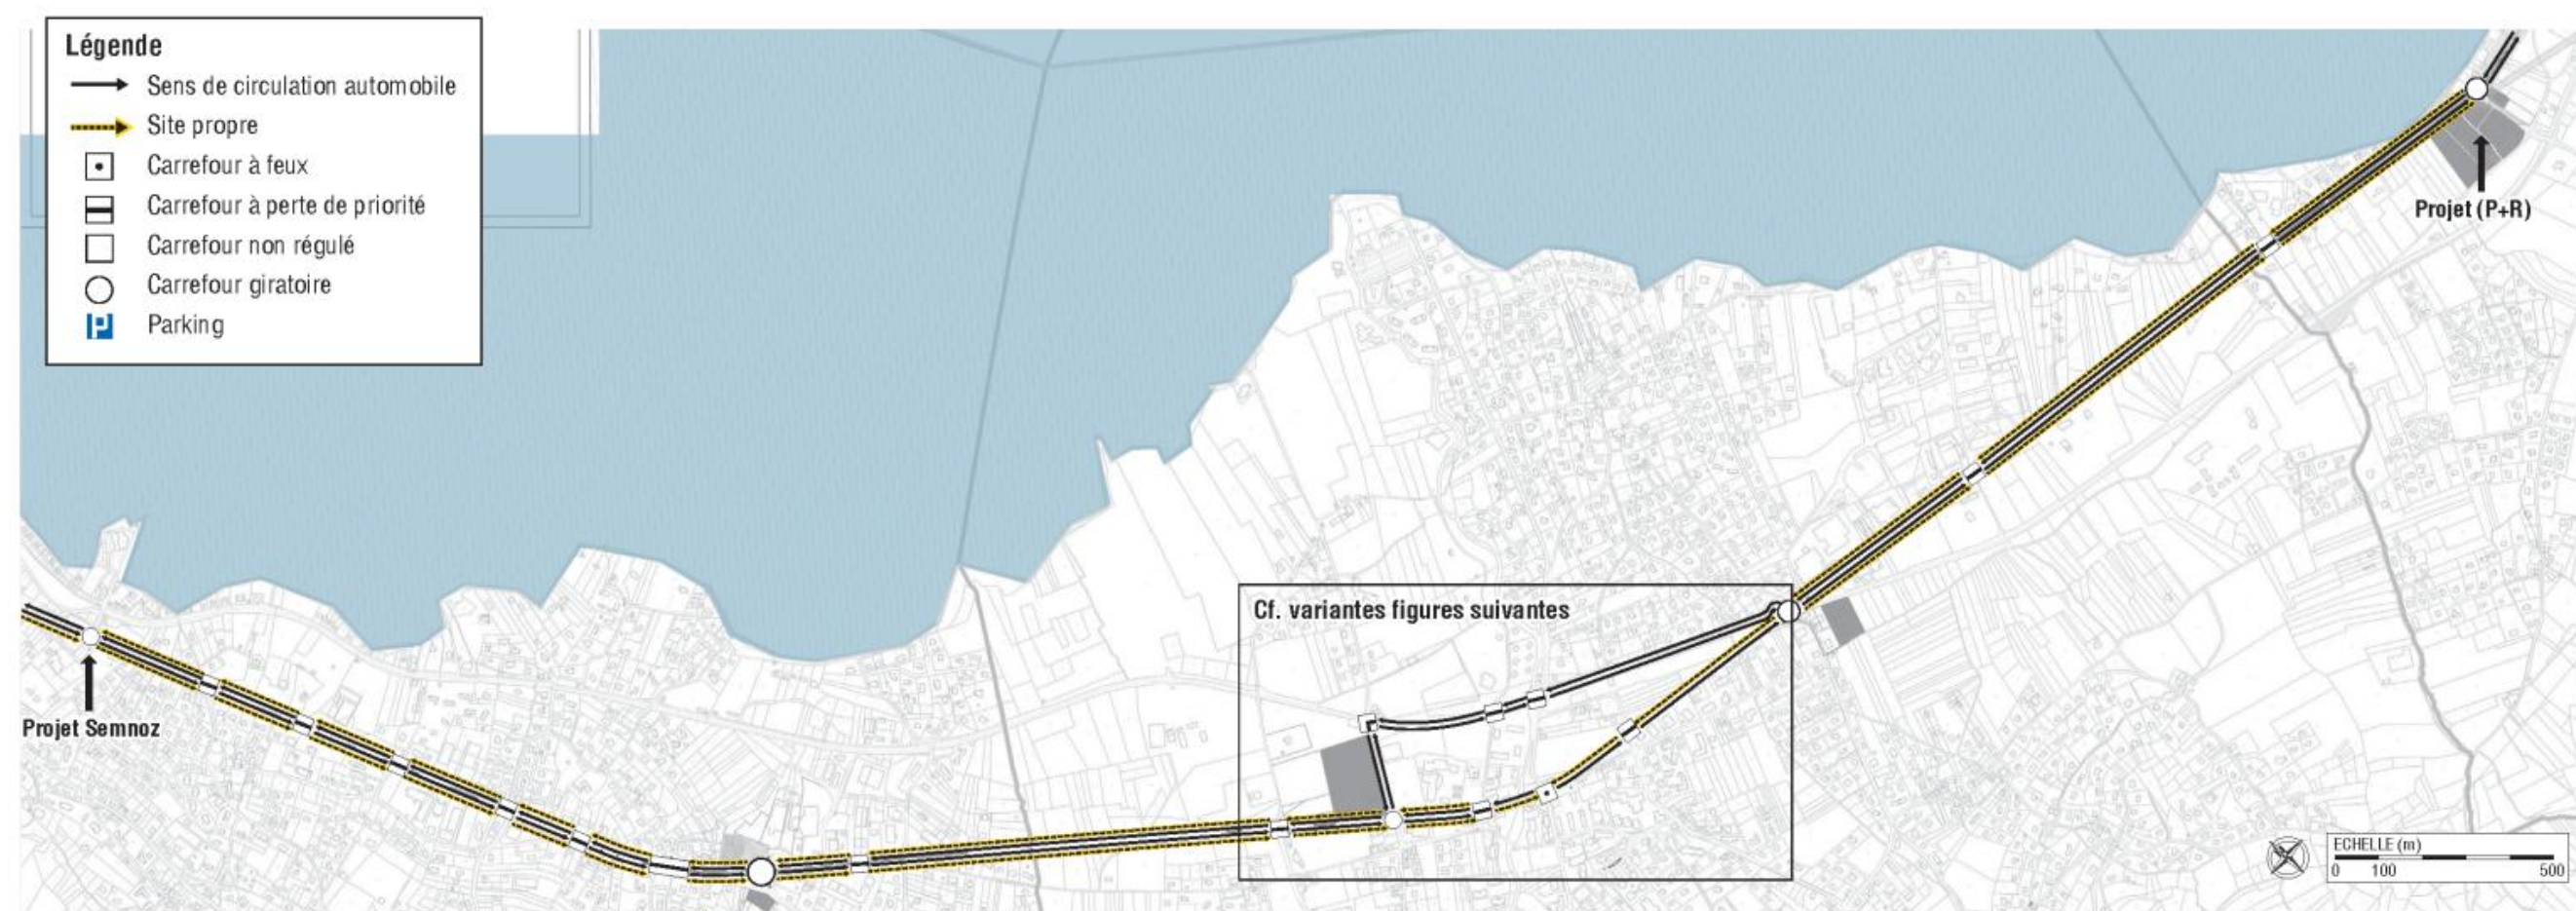 Légende
Sens de circulation automobile
Site propre
Carrefour à feux
Carrefour à perte de priorité
Carrefour non régulé
Carrefour giratoire
P Parking
Projet (P+R)
Cf. variantes figures suivantes
Projet Semnoz
ECHELLE (m)
0 100 500